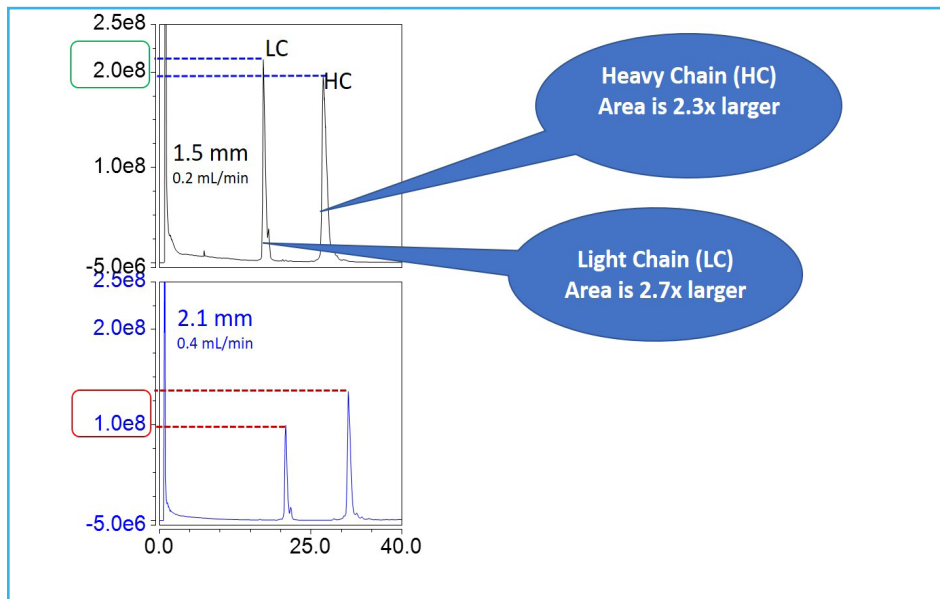 2.5e8
2.0e8
1.0e8
-5.0e6
LC
HC
1.5 mm
0.2 mL/min
Heavy Chain (HC)
Area is 2.3x larger
Light Chain (LC)
Area is 2.7x larger
2.5e8
2.0e8
1.0e8
-5.0e6
2.1 mm
0.4 mL/min
0.0
25.0
40.0